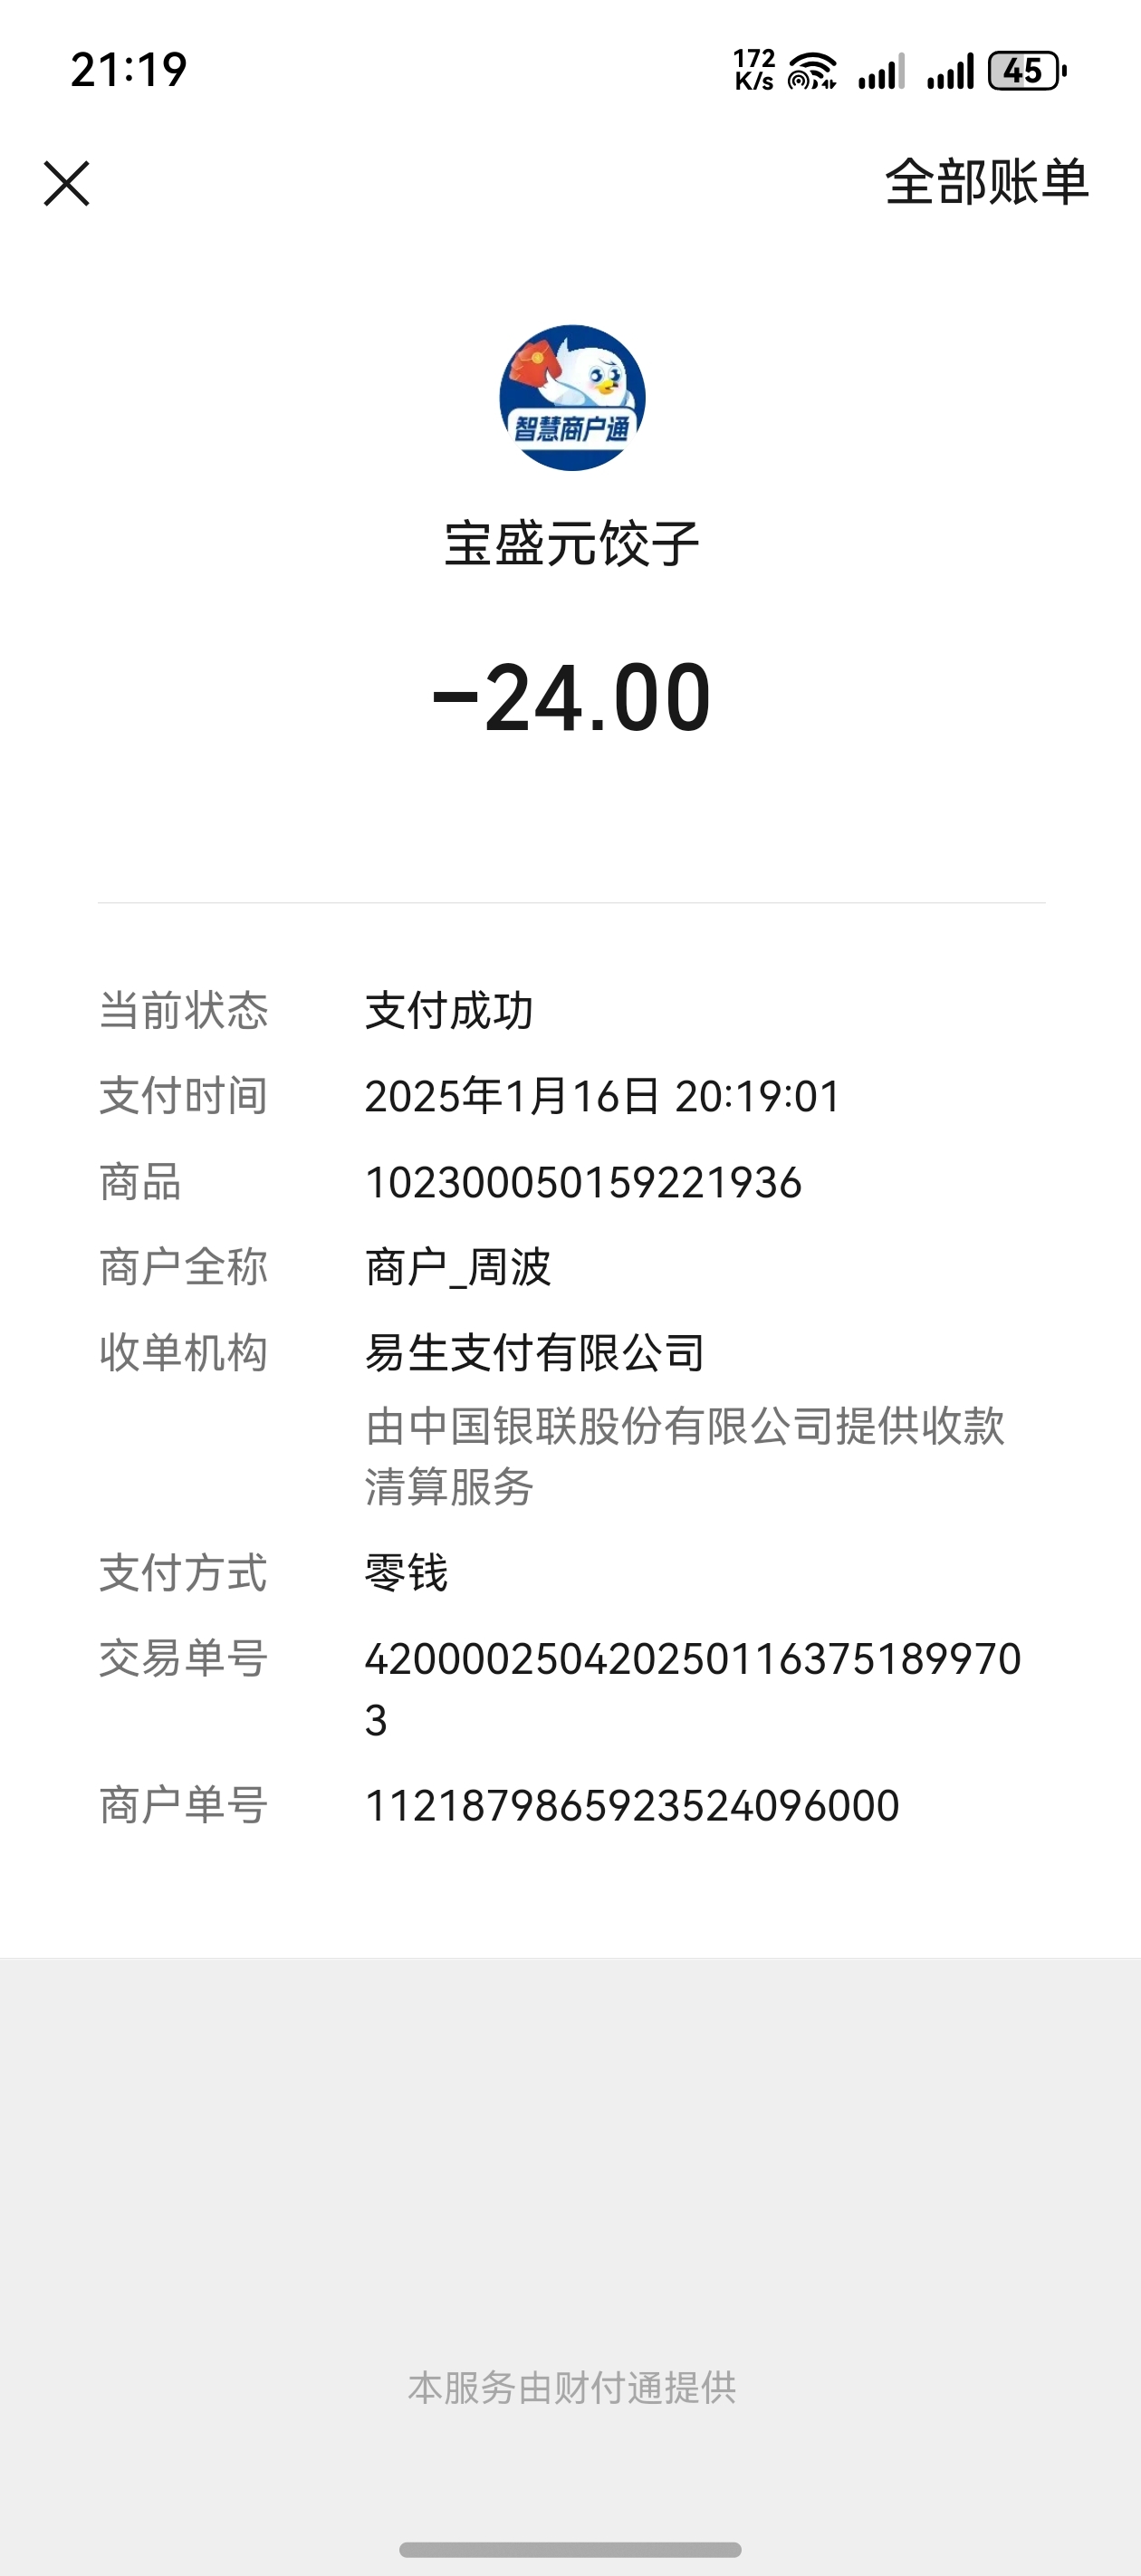 21:19 172 K/s 45
全部账单
智慧商户通
宝盛元饺子
-24.00
当前状态 支付成功
支付时间 2025年1月16日 20:19:01
商品 102300050159221936
商户全称 商户_周波
收单机构 易生支付有限公司
由中国银联股份有限公司提供收款
清算服务
支付方式 零钱
交易单号 420000250420250116375189970
3
商户单号 1121879865923524096000
本服务由财付通提供